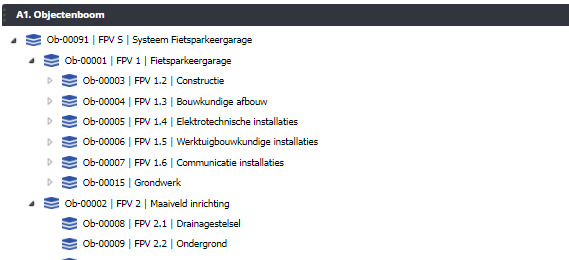 A1. Objectenboom
Ob-00091 | FPV S | Systeem Fietsparkeergarage
Ob-00001 | FPV 1 | Fietsparkeergarage
Ob-00003 | FPV 1.2 | Constructie
Ob-00004 | FPV 1.3 | Bouwkundige afbouw
Ob-00005 | FPV 1.4 | Elektrotechnische installaties
Ob-00006 | FPV 1.5 | Werktuigbouwkundige installaties
Ob-00007 | FPV 1.6 | Communicatie installaties
Ob-00015 | Grondwerk
Ob-00002 | FPV 2 | Maaiveld inrichting
Ob-00008 | FPV 2.1 | Drainagestelsel
Ob-00009 | FPV 2.2 | Ondergrond